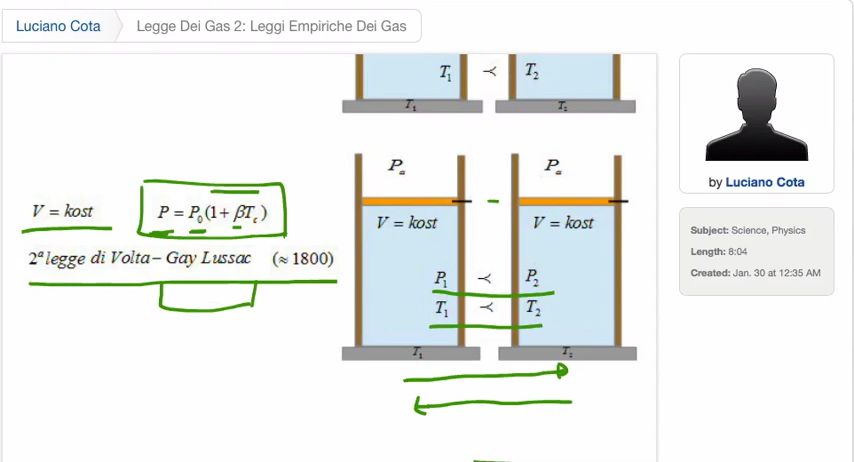 Luciano Cota Legge Dei Gas 2: Leggi Empiriche Dei Gas
T₁ ≺ T₂
T₁ T₂
Pₐ Pₐ
V = kost P = P₀(1+ βT꜀) V = kost V = kost
2ª legge di Volta – Gay Lussac (≈ 1800)
P₁ ≺ P₂
T₁ ≺ T₂
T₁ T₂
by Luciano Cota
Subject: Science, Physics
Length: 8:04
Created: Jan. 30 at 12:35 AM